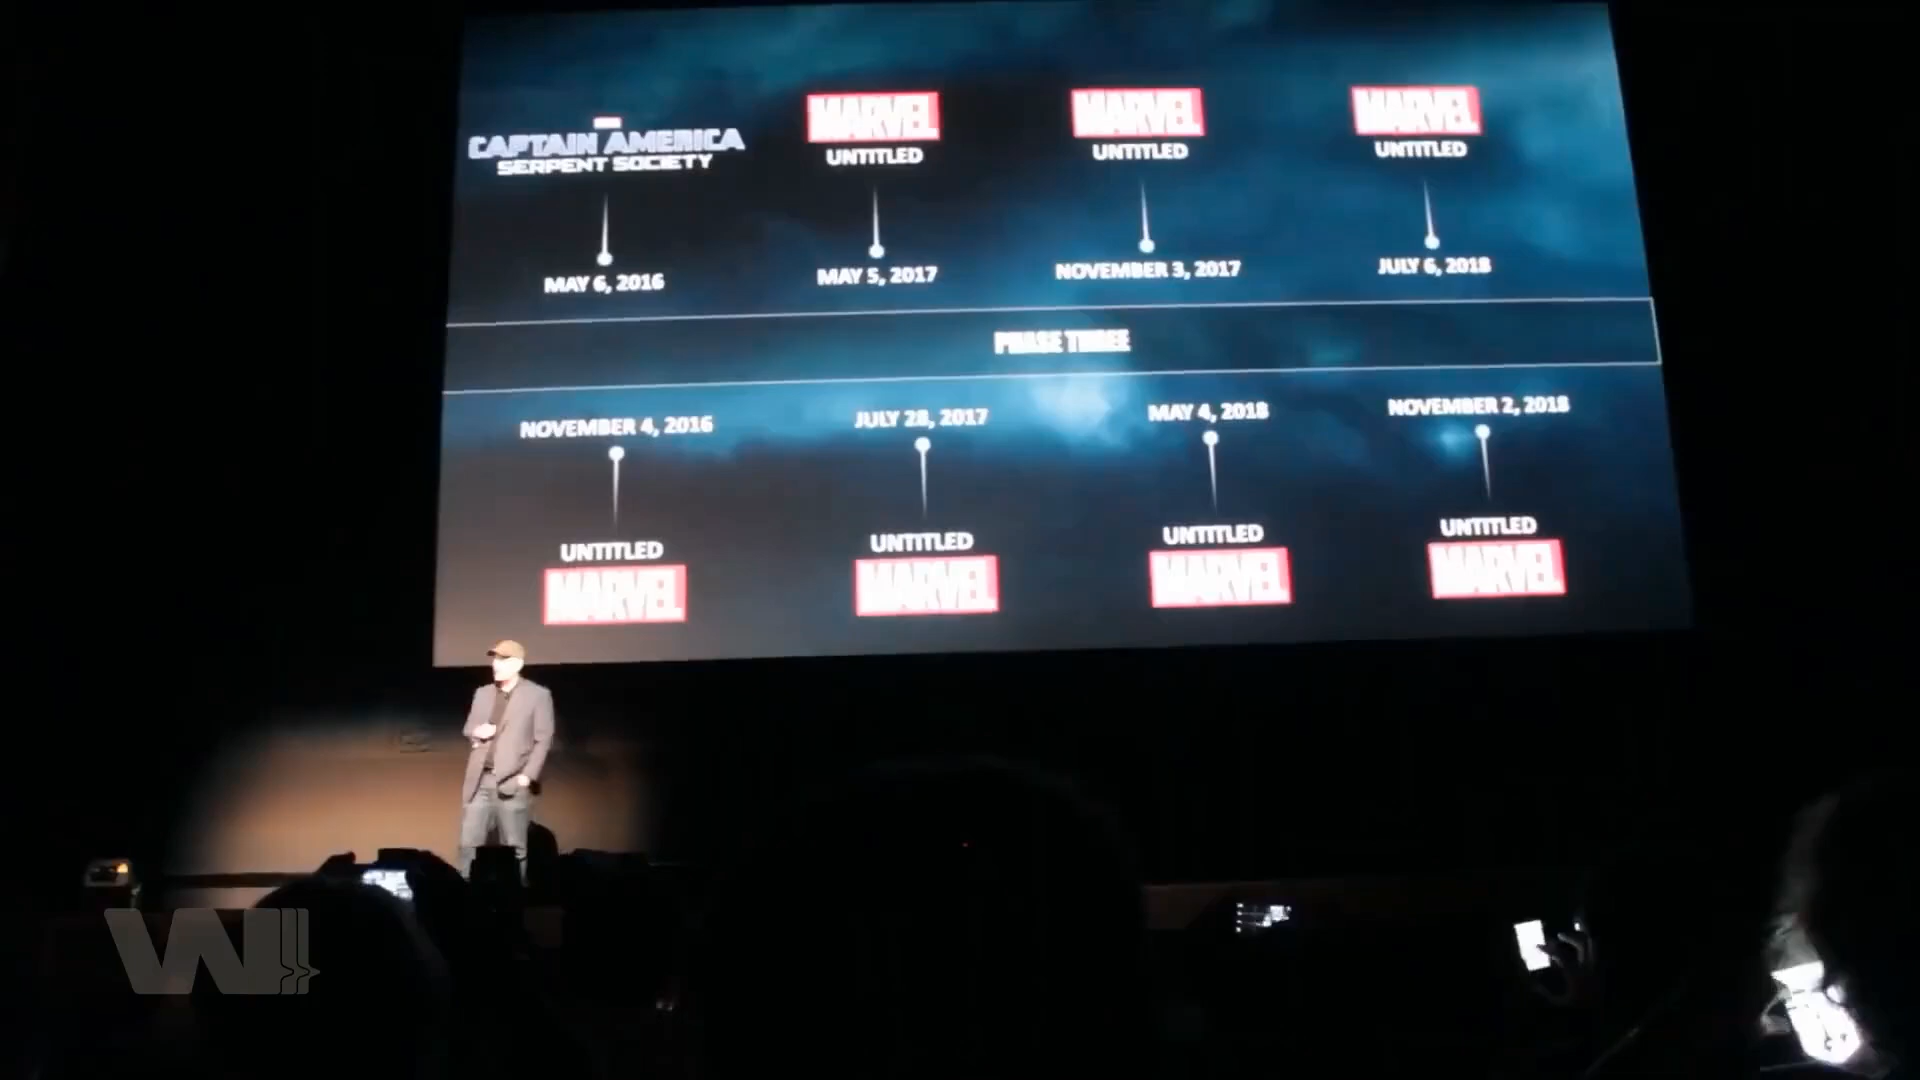 CAPTAIN AMERICA
SERPENT SOCIETY
MARVEL
UNTITLED
MARVEL
UNTITLED
MARVEL
UNTITLED
MAY 6, 2016
MAY 5, 2017
NOVEMBER 3, 2017
JULY 6, 2018
PHASE THREE
NOVEMBER 4, 2016
JULY 28, 2017
MAY 4, 2018
NOVEMBER 2, 2018
UNTITLED
MARVEL
UNTITLED
MARVEL
UNTITLED
MARVEL
UNTITLED
MARVEL
W